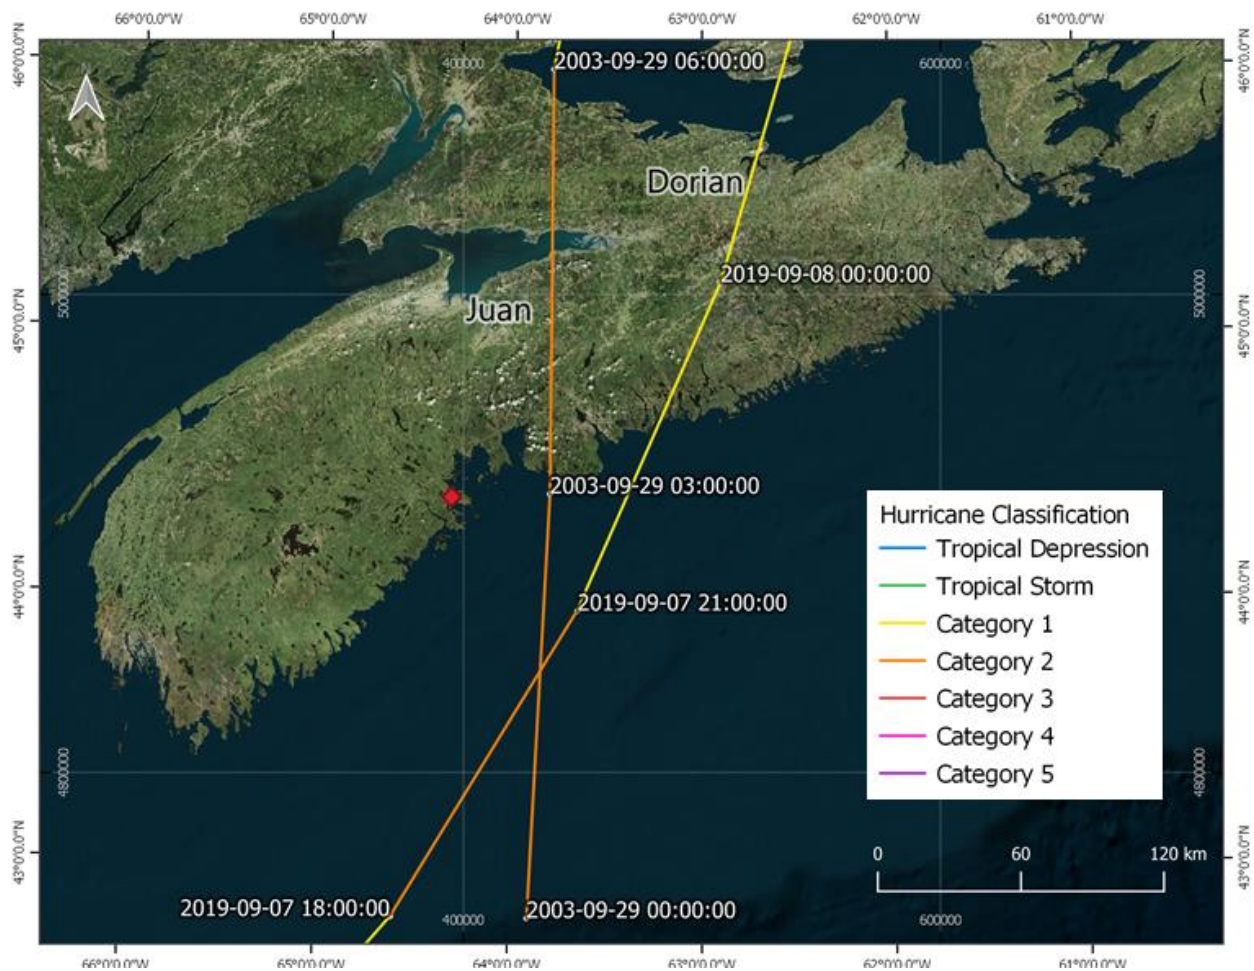 66°0'0.0"W 65°0'0.0"W 64°0'0.0"W 63°0'0.0"W 62°0'0.0"W 61°0'0.0"W
46°0'0.0"N
46°0'0.0"N
2003-09-29 06:00:00
400000
600000
Dorian
2019-09-08 00:00:00
5000000
5000000
Juan
45°0'0.0"N
45°0'0.0"N
2003-09-29 03:00:00
Hurricane Classification
Tropical Depression
Tropical Storm
Category 1
Category 2
Category 3
Category 4
Category 5
44°0'0.0"N
44°0'0.0"N
2019-09-07 21:00:00
4800000
4800000
0 60 120 km
43°0'0.0"N
43°0'0.0"N
2019-09-07 18:00:00
2003-09-29 00:00:00
400000
600000
66°0'0.0"W 65°0'0.0"W 64°0'0.0"W 63°0'0.0"W 62°0'0.0"W 61°0'0.0"W